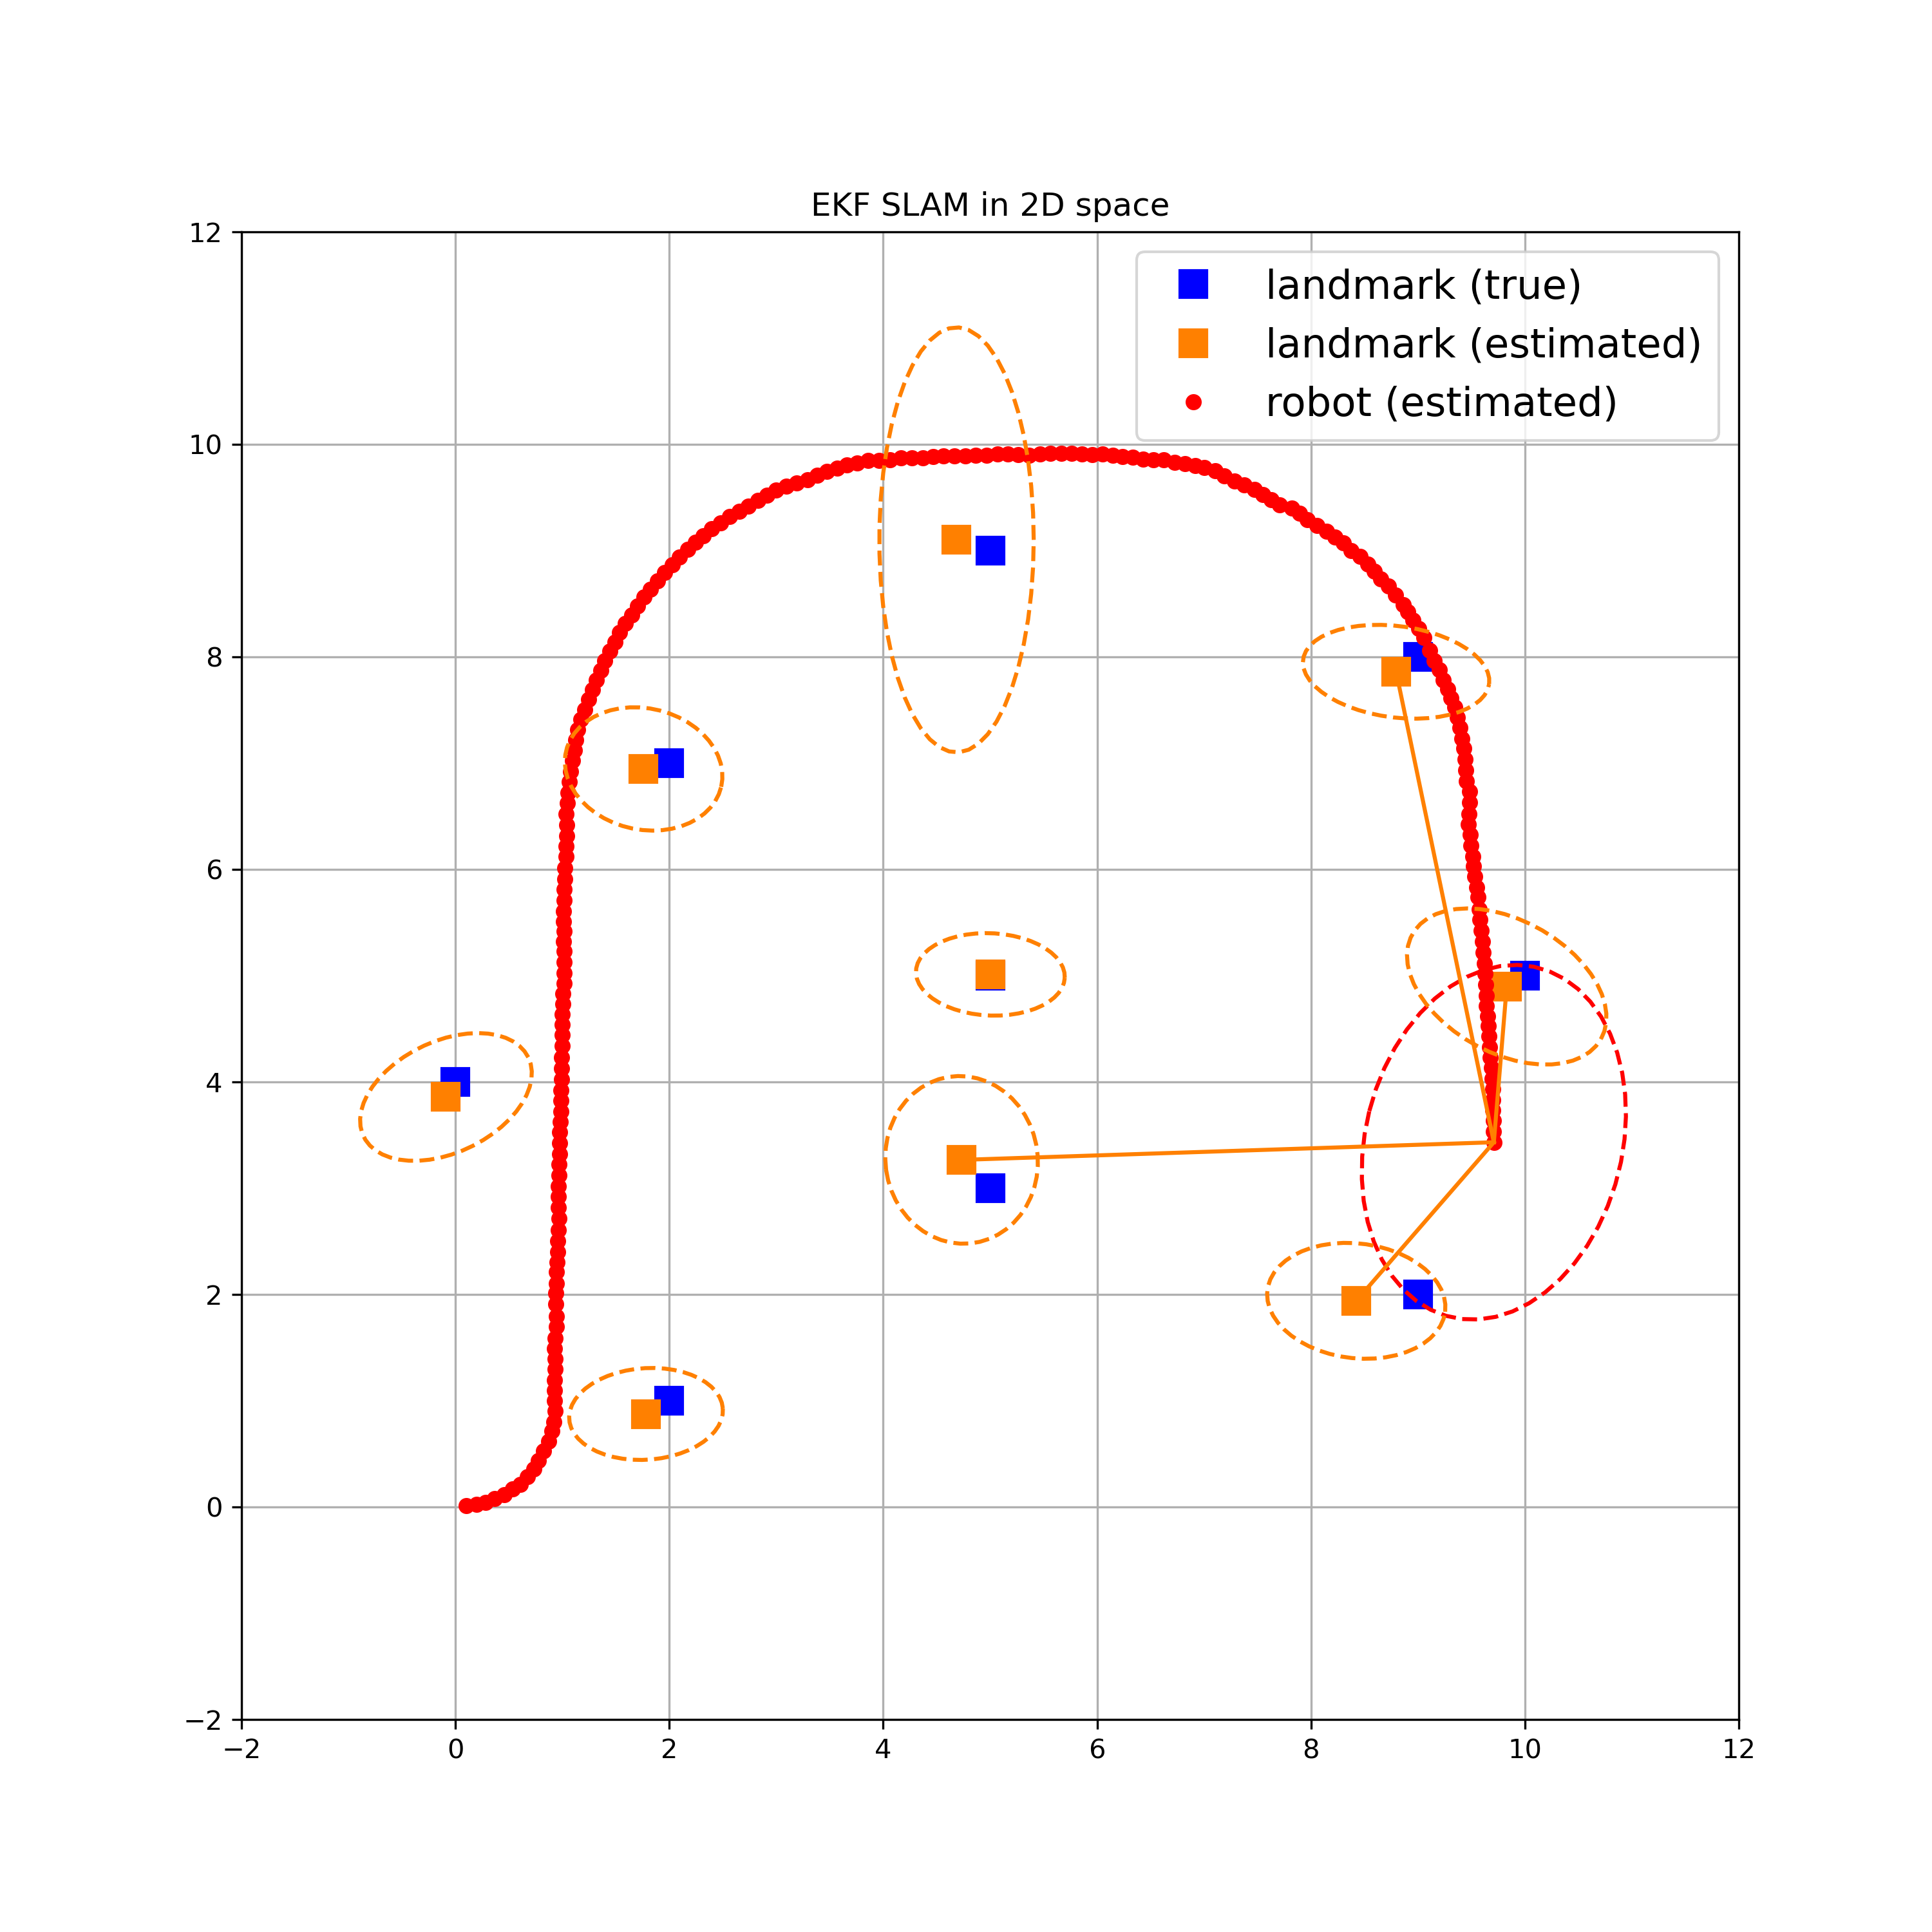 EKF SLAM in 2D space
landmark (true)
landmark (estimated)
robot (estimated)
12
10
8
6
4
2
0
−2
−2 0 2 4 6 8 10 12